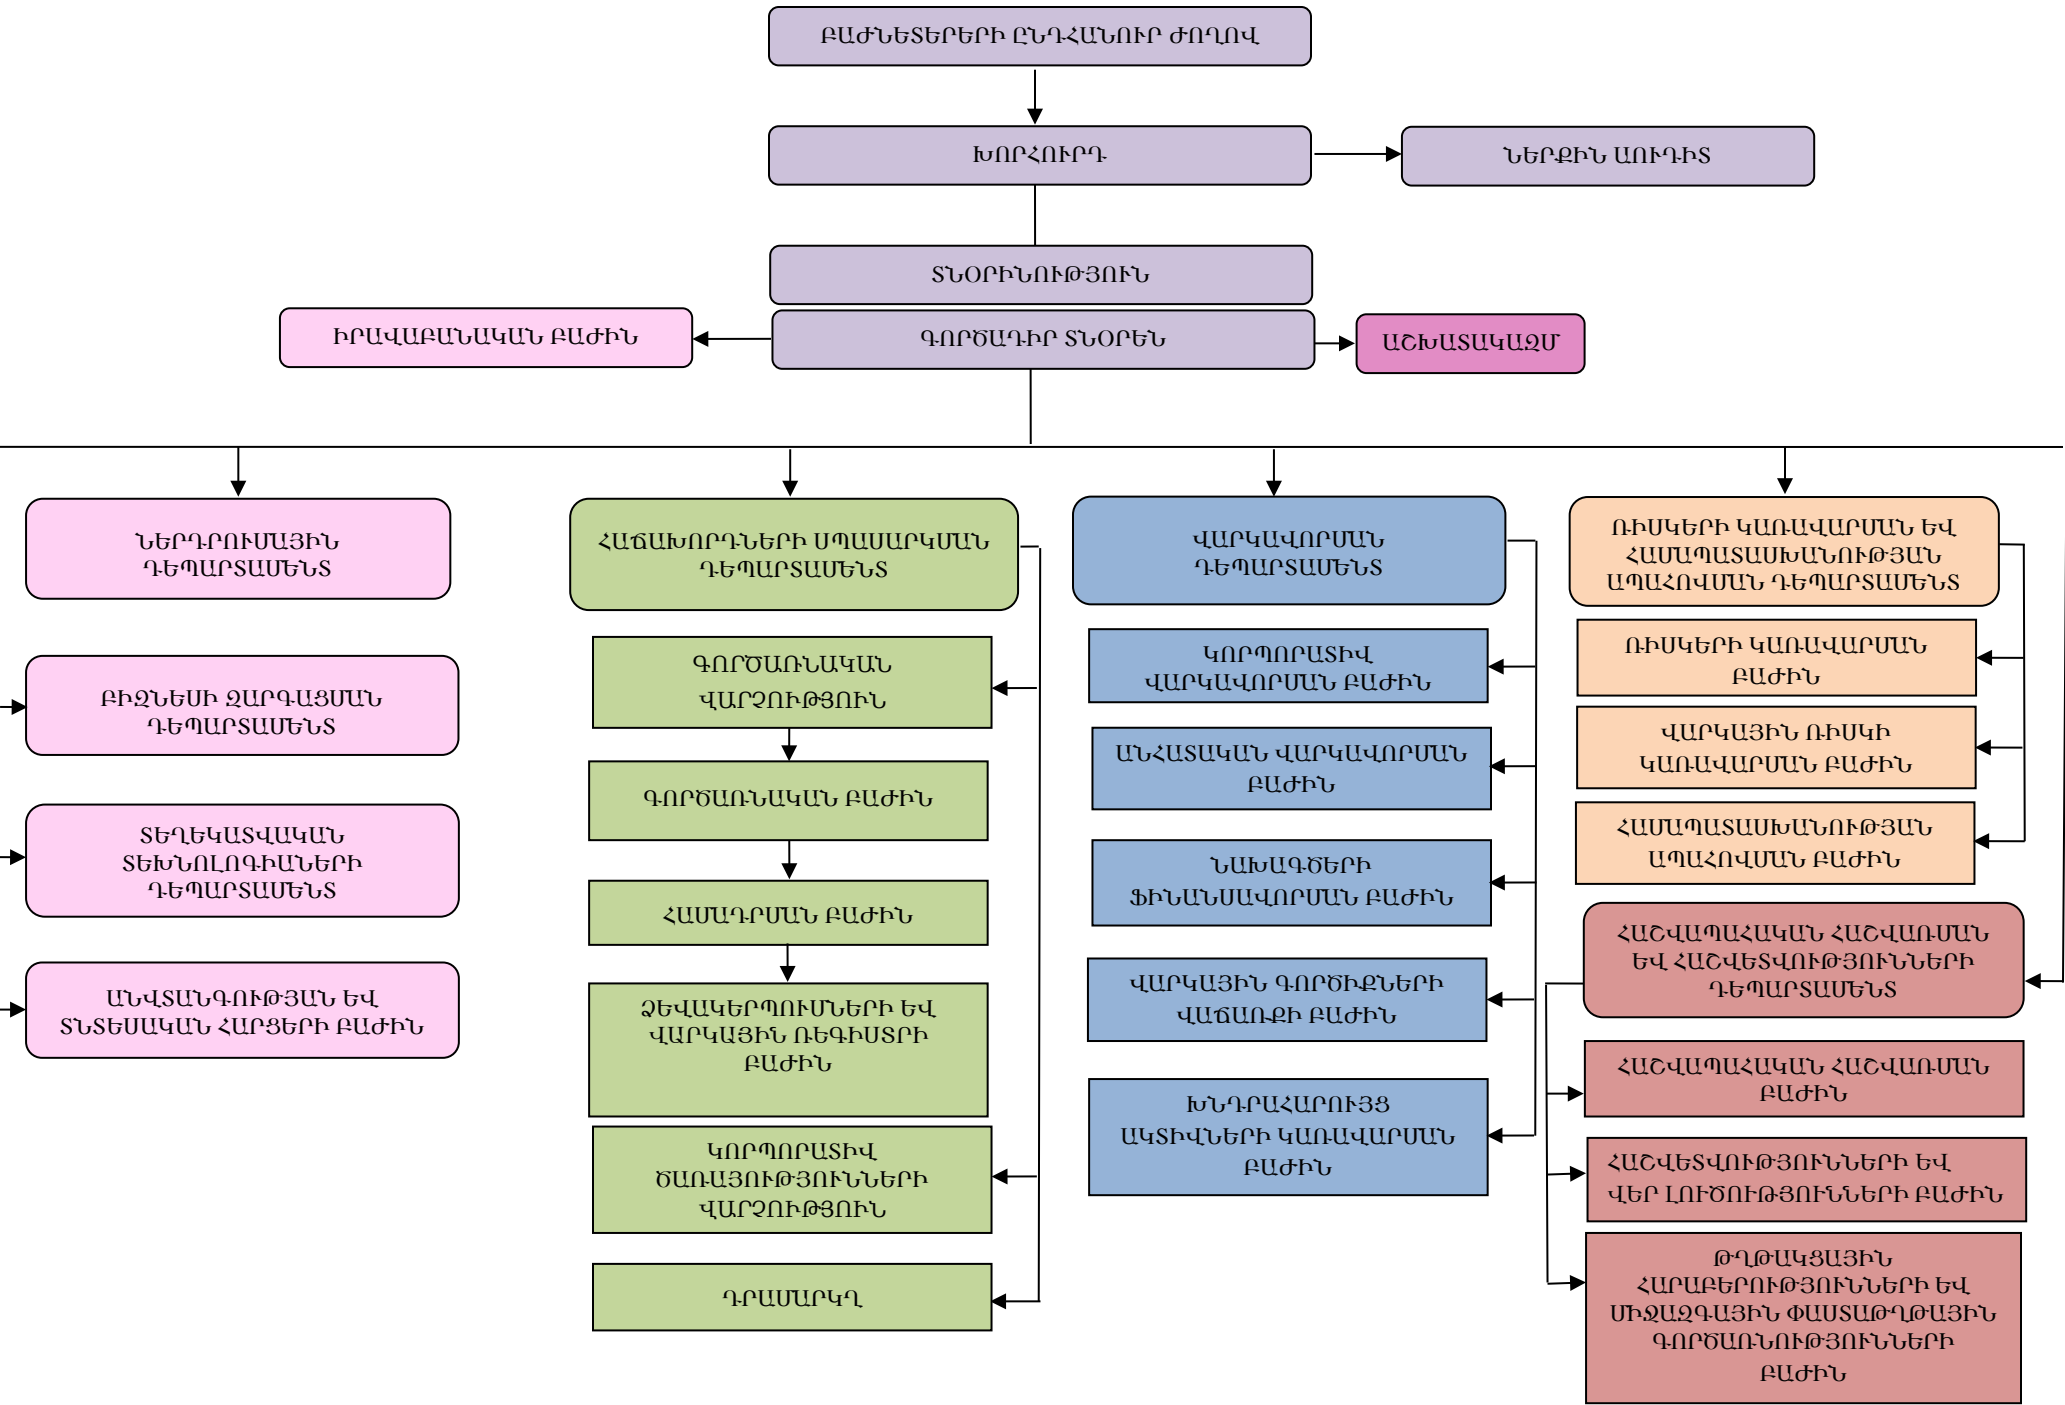 ԲԱԺՆԵՏԵՐԵՐԻ ԸՆԴՀԱՆՈՒՐ ԺՈՂՈՎ
ԽՈՐՀՈՒՐԴ
ՆԵՐՔԻՆ ԱՈՒԴԻՏ
ՏՆՕՐԻՆՈՒԹՅՈՒՆ
ԻՐԱՎԱԲԱՆԱԿԱՆ ԲԱԺԻՆ
ԳՈՐԾԱԴԻՐ ՏՆՕՐԵՆ
ԱՇԽԱՏԱԿԱԶՄ
ՆԵՐԴՐՈՒՄԱՅԻՆ
ԴԵՊԱՐՏԱՄԵՆՏ
ԲԻԶՆԵՍԻ ԶԱՐԳԱՑՄԱՆ
ԴԵՊԱՐՏԱՄԵՆՏ
ՏԵՂԵԿԱՏՎԱԿԱՆ
ՏԵԽՆՈԼՈԳԻԱՆԵՐԻ
ԴԵՊԱՐՏԱՄԵՆՏ
ԱՆՎՏԱՆԳՈՒԹՅԱՆ ԵՎ
ՏՆՏԵՍԱԿԱՆ ՀԱՐՑԵՐԻ ԲԱԺԻՆ
ՀԱՃԱԽՈՐԴՆԵՐԻ ՍՊԱՍԱՐԿՄԱՆ
ԴԵՊԱՐՏԱՄԵՆՏ
ԳՈՐԾԱՌՆԱԿԱՆ
ՎԱՐՉՈՒԹՅՈՒՆ
ԳՈՐԾԱՌՆԱԿԱՆ ԲԱԺԻՆ
ՀԱՄԱԴՐՄԱՆ ԲԱԺԻՆ
ՁԵՎԱԿԵՐՊՈՒՄՆԵՐԻ ԵՎ
ՎԱՐԿԱՅԻՆ ՌԵԳԻՍՏՐԻ
ԲԱԺԻՆ
ԿՈՐՊՈՐԱՏԻՎ
ԾԱՌԱՅՈՒԹՅՈՒՆՆԵՐԻ
ՎԱՐՉՈՒԹՅՈՒՆ
ԴՐԱՄԱՐԿՂ
ՎԱՐԿԱՎՈՐՄԱՆ
ԴԵՊԱՐՏԱՄԵՆՏ
ԿՈՐՊՈՐԱՏԻՎ
ՎԱՐԿԱՎՈՐՄԱՆ ԲԱԺԻՆ
ԱՆՀԱՏԱԿԱՆ ՎԱՐԿԱՎՈՐՄԱՆ
ԲԱԺԻՆ
ՆԱԽԱԳԾԵՐԻ
ՖԻՆԱՆՍԱՎՈՐՄԱՆ ԲԱԺԻՆ
ՎԱՐԿԱՅԻՆ ԳՈՐԾԻՔՆԵՐԻ
ՎԱՃԱՌՔԻ ԲԱԺԻՆ
ԽՆԴՐԱՀԱՐՈՒՅՑ
ԱԿՏԻՎՆԵՐԻ ԿԱՌԱՎԱՐՄԱՆ
ԲԱԺԻՆ
ՌԻՍԿԵՐԻ ԿԱՌԱՎԱՐՄԱՆ ԵՎ
ՀԱՄԱՊԱՏԱՍԽԱՆՈՒԹՅԱՆ
ԱՊԱՀՈՎՄԱՆ ԴԵՊԱՐՏԱՄԵՆՏ
ՌԻՍԿԵՐԻ ԿԱՌԱՎԱՐՄԱՆ
ԲԱԺԻՆ
ՎԱՐԿԱՅԻՆ ՌԻՍԿԻ
ԿԱՌԱՎԱՐՄԱՆ ԲԱԺԻՆ
ՀԱՄԱՊԱՏԱՍԽԱՆՈՒԹՅԱՆ
ԱՊԱՀՈՎՄԱՆ ԲԱԺԻՆ
ՀԱՇՎԱՊԱՀԱԿԱՆ ՀԱՇՎԱՌՄԱՆ
ԵՎ ՀԱՇՎԵՏՎՈՒԹՅՈՒՆՆԵՐԻ
ԴԵՊԱՐՏԱՄԵՆՏ
ՀԱՇՎԱՊԱՀԱԿԱՆ ՀԱՇՎԱՌՄԱՆ
ԲԱԺԻՆ
ՀԱՇՎԵՏՎՈՒԹՅՈՒՆՆԵՐԻ ԵՎ
ՎԵՐ ԼՈՒԾՈՒԹՅՈՒՆՆԵՐԻ ԲԱԺԻՆ
ԹՂԹԱԿՑԱՅԻՆ
ՀԱՐԱԲԵՐՈՒԹՅՈՒՆՆԵՐԻ ԵՎ
ՄԻՋԱԶԳԱՅԻՆ ՓԱՍՏԱԹՂԹԱՅԻՆ
ԳՈՐԾԱՌՆՈՒԹՅՈՒՆՆԵՐԻ
ԲԱԺԻՆ